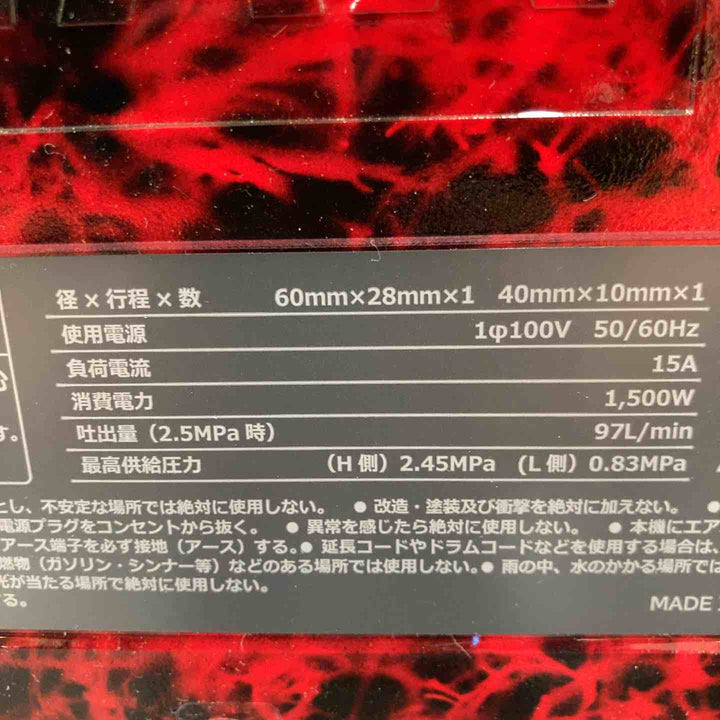 径×行程×数 60mm×28mm×1 40mm×10mm×1
使用電源 1φ100V 50/60Hz
負荷電流 15A
消費電力 1,500W
吐出量（2.5MPa 時） 97L/min
す。
最高供給圧力 （H 側）2.45MPa （L 側）0.83MPa
とし、不安定な場所では絶対に使用しない。 ● 改造・塗装及び衝撃を絶対に加えない。 ●
電源プラグをコンセントから抜く。 ● 異常を感じたら絶対に使用しない。 ● 本機にエア
アース端子を必ず接地（アース）する。● 延長コードやドラムコードなどを使用する場合は、
燃物（ガソリン・シンナー等）などのある場所では使用しない。● 雨の中、水のかかる場所では
光が当たる場所で絶対に使用しない。
る。
MADE